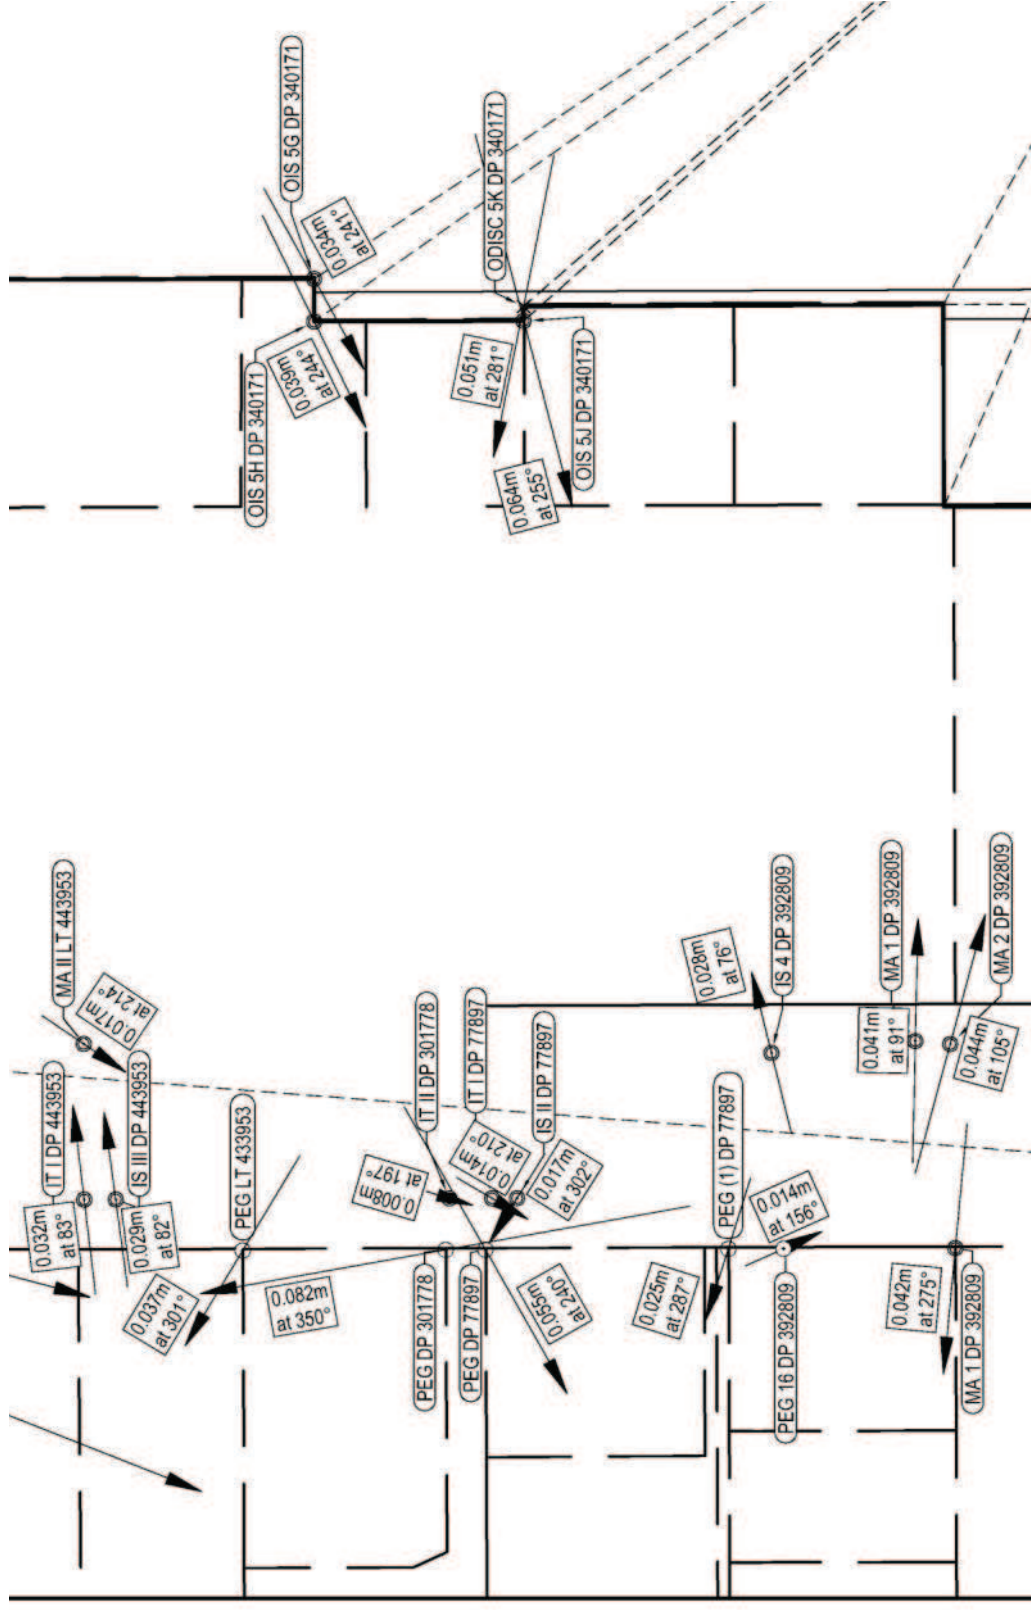 OIS 5G DP 340171
0.034m
at 241°
ODISC 5K DP 340171
0.039m
at 244°
OIS 5H DP 340171
0.051m
at 281°
OIS 5J DP 340171
0.064m
at 255°
MA II LT 443953
0.017m
at 214°
IT I DP 443953
IS III DP 443953
0.032m
at 83°
0.029m
at 82°
PEG LT 433953
0.037m
at 301°
0.082m
at 350°
IT II DP 301778
0.008m
at 197°
IT I DP 77897
0.014m
at 210°
IS II DP 77897
0.017m
at 302°
PEG DP 301778
PEG DP 77897
0.055m
at 240°
0.028m
at 76°
IS 4 DP 392809
MA 1 DP 392809
0.041m
at 91°
MA 2 DP 392809
0.044m
at 105°
PEG (1) DP 77897
0.025m
at 287°
0.014m
at 156°
PEG 16 DP 392809
0.042m
at 275°
MA 1 DP 392809